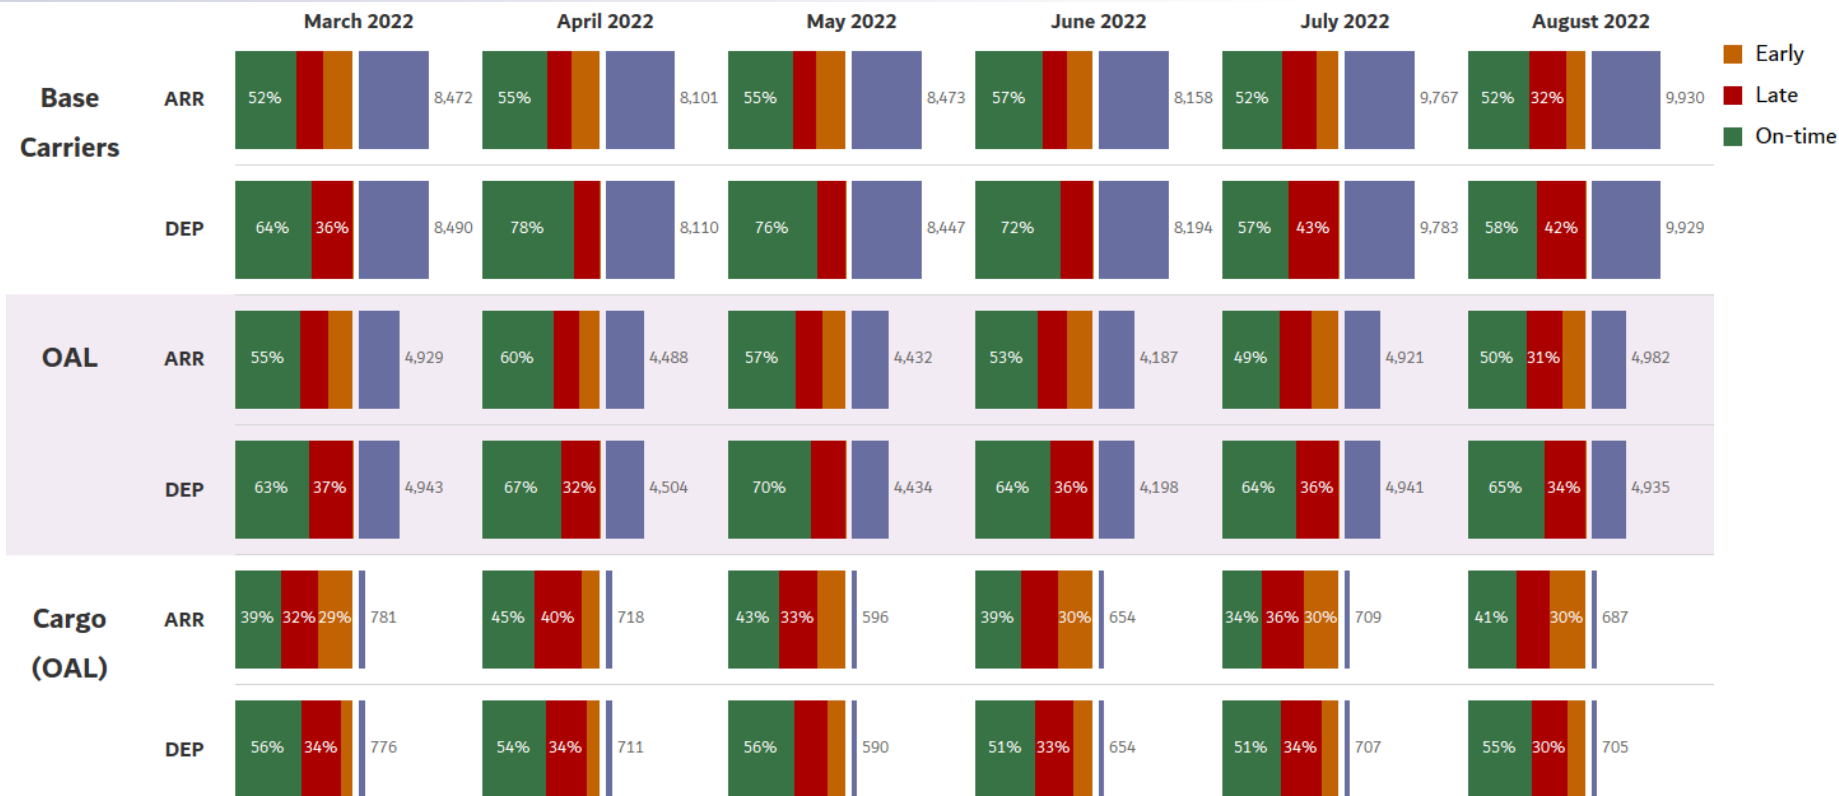 March 2022 April 2022 May 2022 June 2022 July 2022 August 2022
Early
Late
On-time
Base Carriers
ARR 52% 8,472 55% 8,101 55% 8,473 57% 8,158 52% 9,767 52% 32% 9,930
DEP 64% 36% 8,490 78% 8,110 76% 8,447 72% 8,194 57% 43% 9,783 58% 42% 9,929
OAL
ARR 55% 4,929 60% 4,488 57% 4,432 53% 4,187 49% 4,921 50% 31% 4,982
DEP 63% 37% 4,943 67% 32% 4,504 70% 4,434 64% 36% 4,198 64% 36% 4,941 65% 34% 4,935
Cargo (OAL)
ARR 39% 32% 29% 781 45% 40% 718 43% 33% 596 39% 30% 654 34% 36% 30% 709 41% 30% 687
DEP 56% 34% 776 54% 34% 711 56% 590 51% 33% 654 51% 34% 707 55% 30% 705